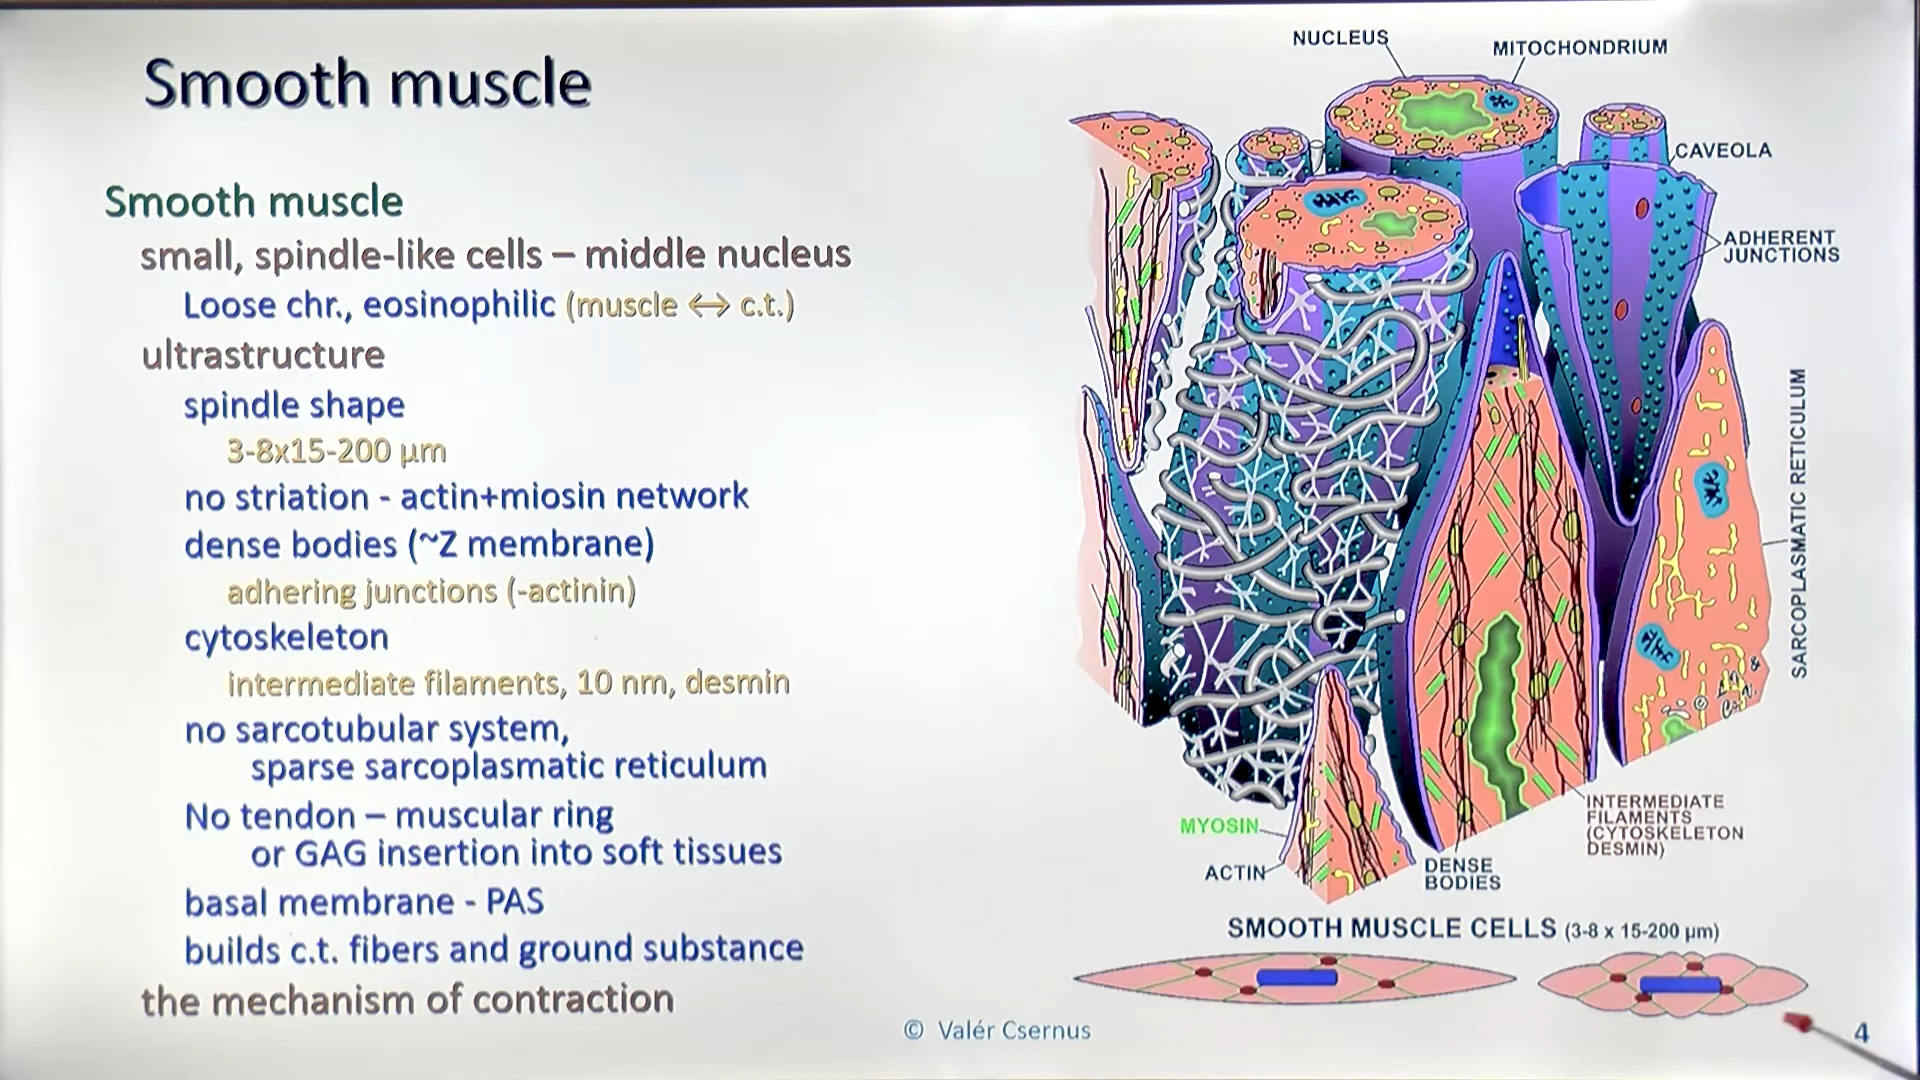 Smooth muscle
Smooth muscle
small, spindle-like cells – middle nucleus
Loose chr., eosinophilic (muscle ↔ c.t.)
ultrastructure
spindle shape
3-8x15-200 µm
no striation - actin+miosin network
dense bodies (~Z membrane)
adhering junctions (-actinin)
cytoskeleton
intermediate filaments, 10 nm, desmin
no sarcotubular system,
sparse sarcoplasmatic reticulum
No tendon – muscular ring
or GAG insertion into soft tissues
basal membrane - PAS
builds c.t. fibers and ground substance
the mechanism of contraction
NUCLEUS
MITOCHONDRIUM
CAVEOLA
ADHERENT
JUNCTIONS
SARCOPLASMATIC RETICULUM
INTERMEDIATE
FILAMENTS
(CYTOSKELETON
DESMIN)
MYOSIN
ACTIN
DENSE
BODIES
SMOOTH MUSCLE CELLS (3-8 x 15-200 µm)
© Valér Csernus
4